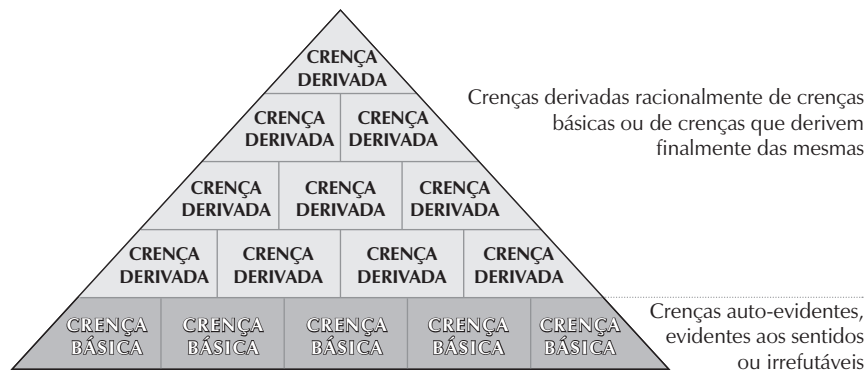 CRENÇA
DERIVADA
CRENÇA
DERIVADA
CRENÇA
DERIVADA
Crenças derivadas racionalmente de crenças
básicas ou de crenças que derivem
finalmente das mesmas
CRENÇA
DERIVADA
CRENÇA
DERIVADA
CRENÇA
DERIVADA
CRENÇA
DERIVADA
CRENÇA
DERIVADA
CRENÇA
DERIVADA
CRENÇA
DERIVADA
CRENÇA
BÁSICA
CRENÇA
BÁSICA
CRENÇA
BÁSICA
CRENÇA
BÁSICA
CRENÇA
BÁSICA
Crenças auto-evidentes,
evidentes aos sentidos
ou irrefutáveis